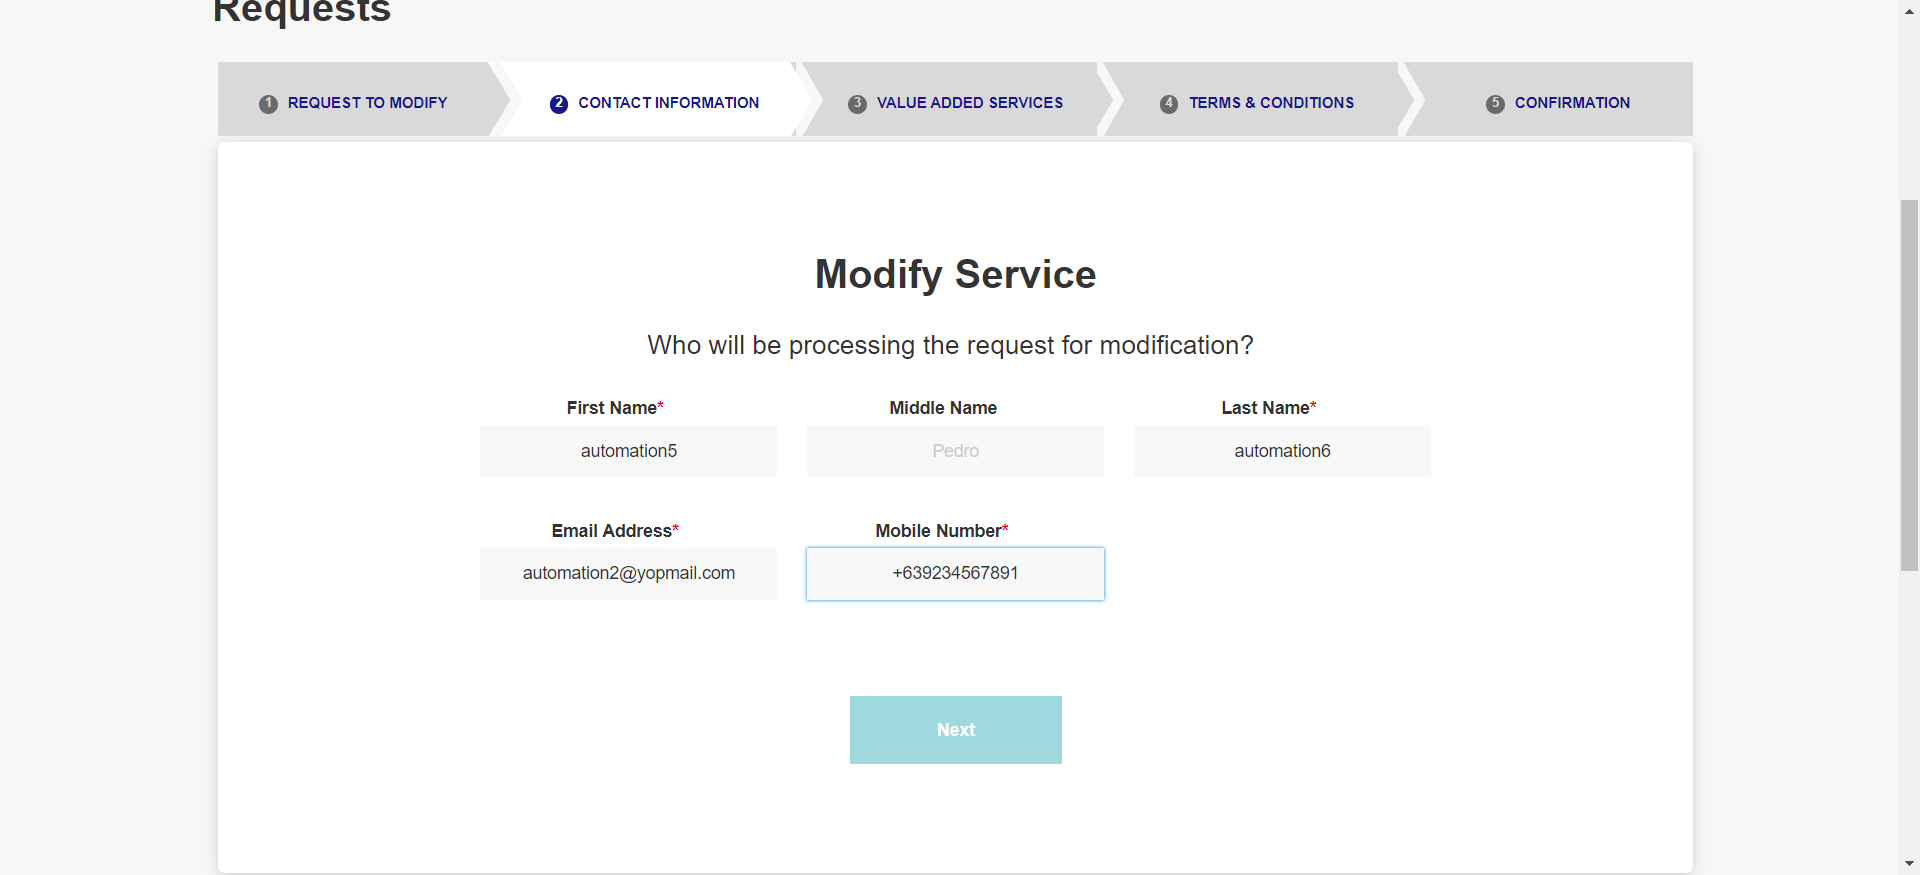 Requests
1 REQUEST TO MODIFY 2 CONTACT INFORMATION 3 VALUE ADDED SERVICES 4 TERMS & CONDITIONS 5 CONFIRMATION
Modify Service
Who will be processing the request for modification?
First Name* Middle Name Last Name*
automation5 Pedro automation6
Email Address* Mobile Number*
automation2@yopmail.com +639234567891
Next